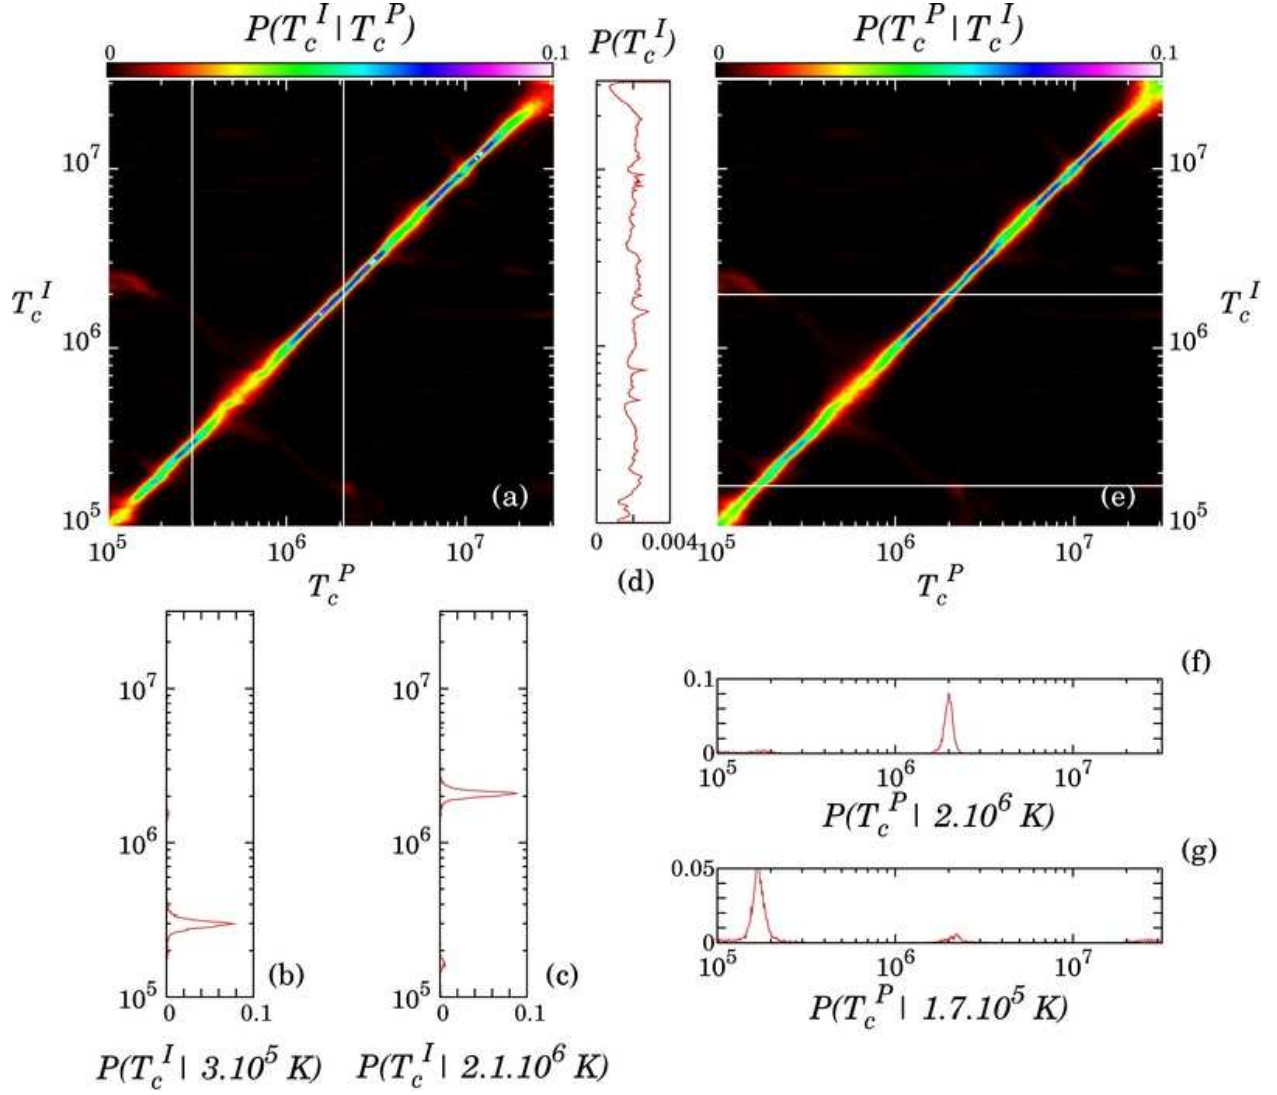 P(T_c^I | T_c^P)
0 0.1
P(T_c^I)
P(T_c^P | T_c^I)
0 0.1
10^7
10^6
10^5
T_c^I
(a)
10^5 10^6 10^7
T_c^P
0 0.004
(d)
(e)
10^7
10^6
10^5
T_c^I
10^5 10^6 10^7
T_c^P
10^7
10^6
10^5
0 0.1
(b)
P(T_c^I | 3.10^5 K)
10^7
10^6
10^5
0 0.1
(c)
P(T_c^I | 2.1.10^6 K)
(f)
0.1
0
10^5 10^6 10^7
P(T_c^P | 2.10^6 K)
(g)
0.05
0
10^5 10^6 10^7
P(T_c^P | 1.7.10^5 K)